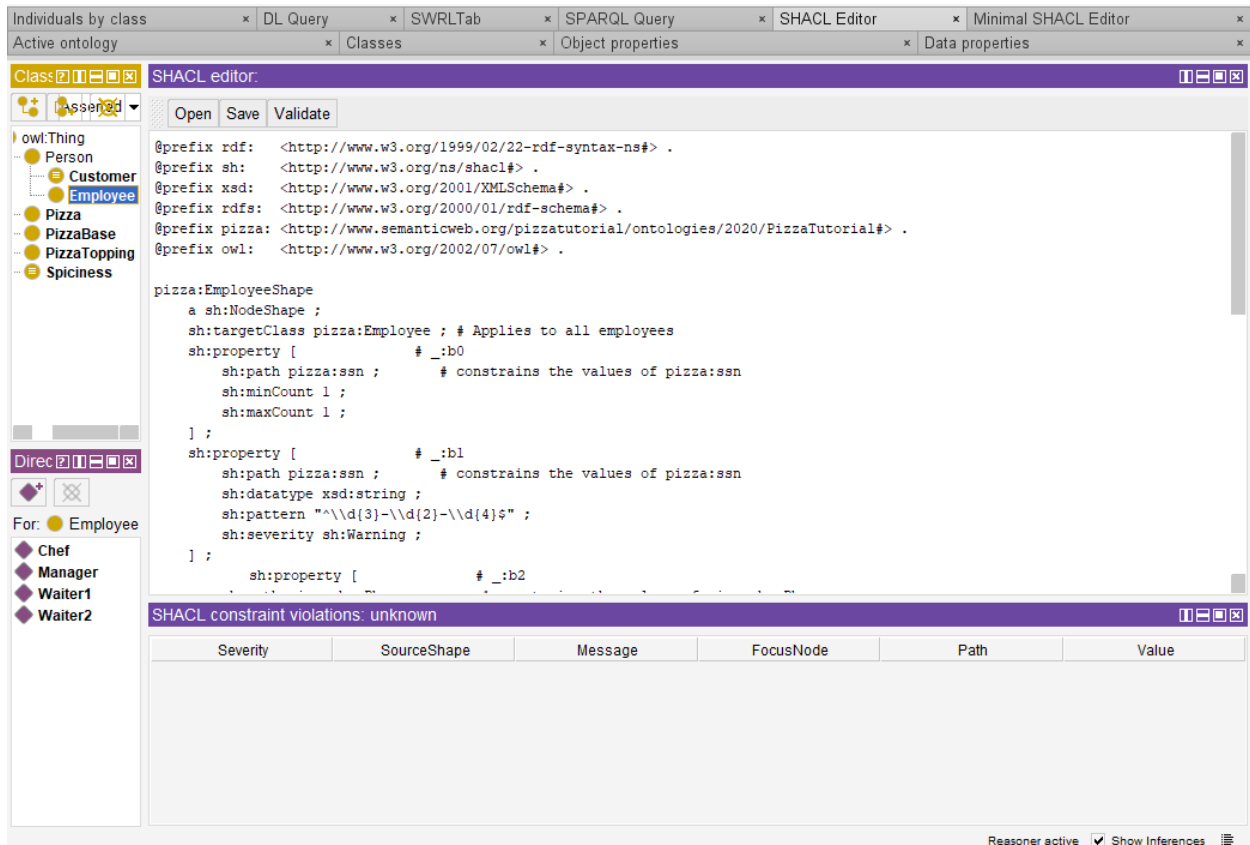 Individuals by class × DL Query × SWRLTab × SPARQL Query × SHACL Editor × Minimal SHACL Editor ×
Active ontology × Classes × Object properties × Data properties ×
Class
Asserted
owl:Thing
Person
Customer
Employee
Pizza
PizzaBase
PizzaTopping
Spiciness
Direc
For: Employee
Chef
Manager
Waiter1
Waiter2
SHACL editor:
Open Save Validate
@prefix rdf:   <http://www.w3.org/1999/02/22-rdf-syntax-ns#> .
@prefix sh:    <http://www.w3.org/ns/shacl#> .
@prefix xsd:   <http://www.w3.org/2001/XMLSchema#> .
@prefix rdfs:  <http://www.w3.org/2000/01/rdf-schema#> .
@prefix pizza: <http://www.semanticweb.org/pizzatutorial/ontologies/2020/PizzaTutorial#> .
@prefix owl:   <http://www.w3.org/2002/07/owl#> .
pizza:EmployeeShape
    a sh:NodeShape ;
    sh:targetClass pizza:Employee ; # Applies to all employees
    sh:property [              # _:b0
        sh:path pizza:ssn ;       # constrains the values of pizza:ssn
        sh:minCount 1 ;
        sh:maxCount 1 ;
    ] ;
    sh:property [              # _:b1
        sh:path pizza:ssn ;       # constrains the values of pizza:ssn
        sh:datatype xsd:string ;
        sh:pattern "^\\d{3}-\\d{2}-\\d{4}$" ;
        sh:severity sh:Warning ;
    ] ;
           sh:property [              # _:b2
SHACL constraint violations: unknown
Severity SourceShape Message FocusNode Path Value
Reasoner active Show Inferences